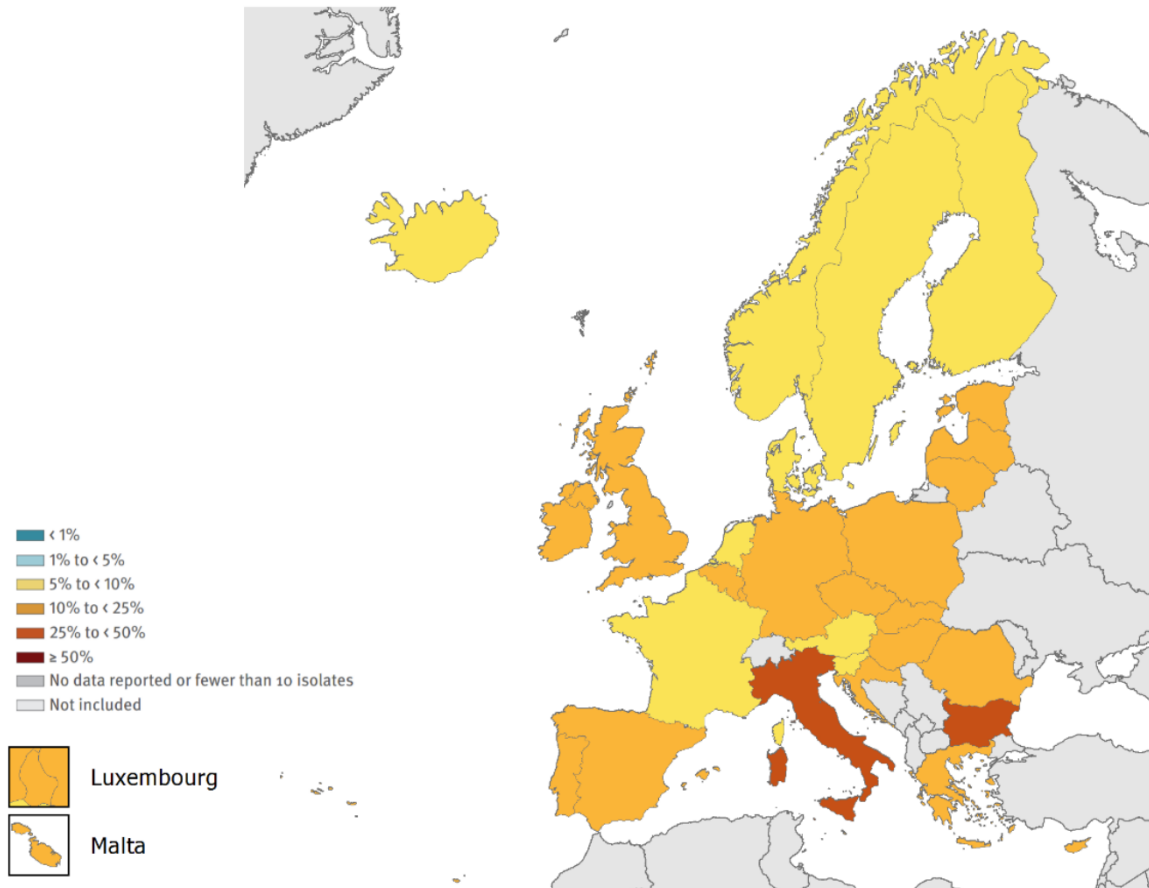 < 1%
1% to < 5%
5% to < 10%
10% to < 25%
25% to < 50%
≥ 50%
No data reported or fewer than 10 isolates
Not included
Luxembourg
Malta